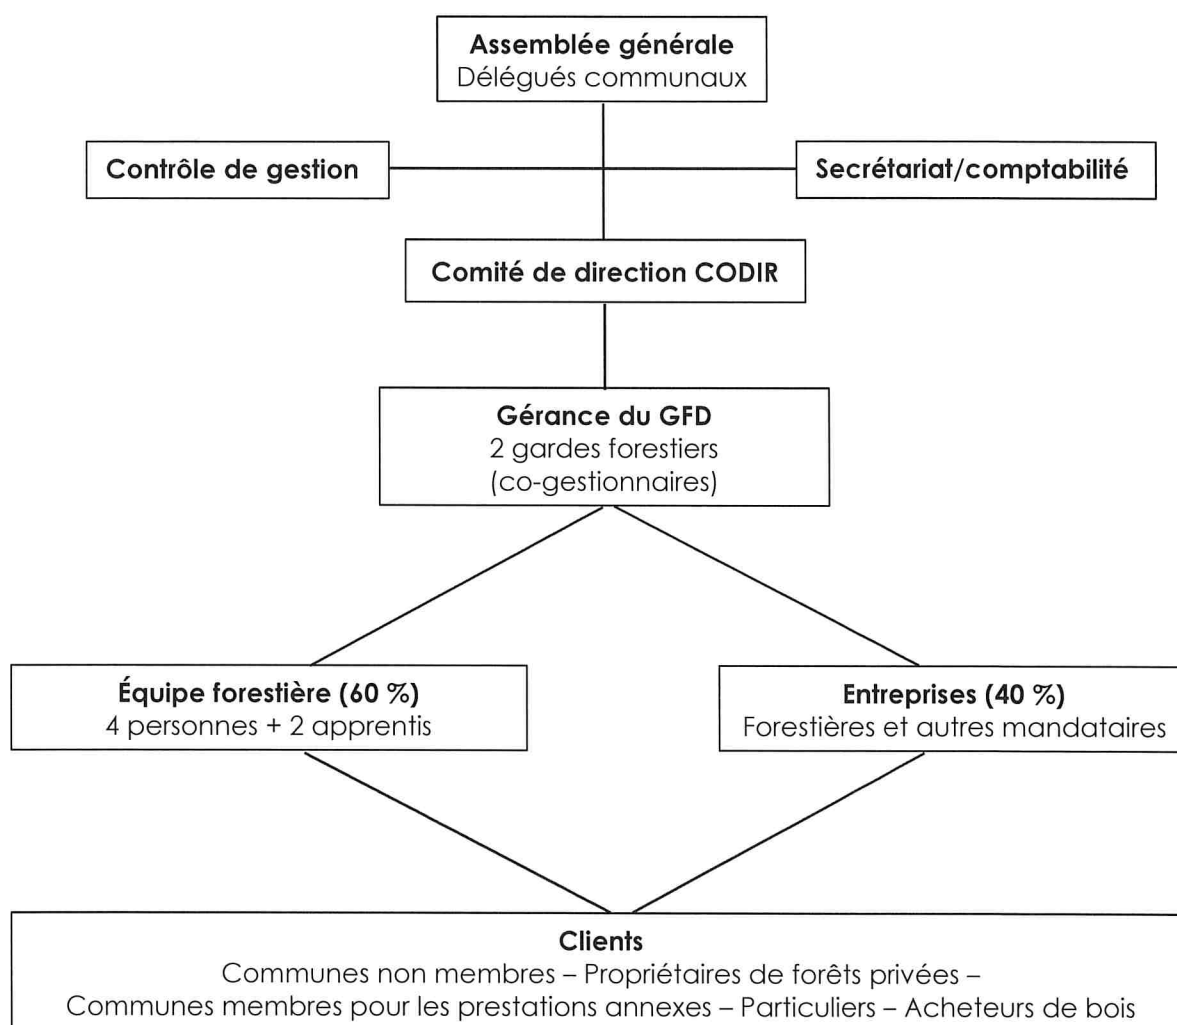 Assemblée générale
Délégués communaux
Contrôle de gestion
Secrétariat/comptabilité
Comité de direction CODIR
Gérance du GFD
2 gardes forestiers
(co-gestionnaires)
Équipe forestière (60 %)
4 personnes + 2 apprentis
Entreprises (40 %)
Forestières et autres mandataires
Clients
Communes non membres – Propriétaires de forêts privées –
Communes membres pour les prestations annexes – Particuliers – Acheteurs de bois